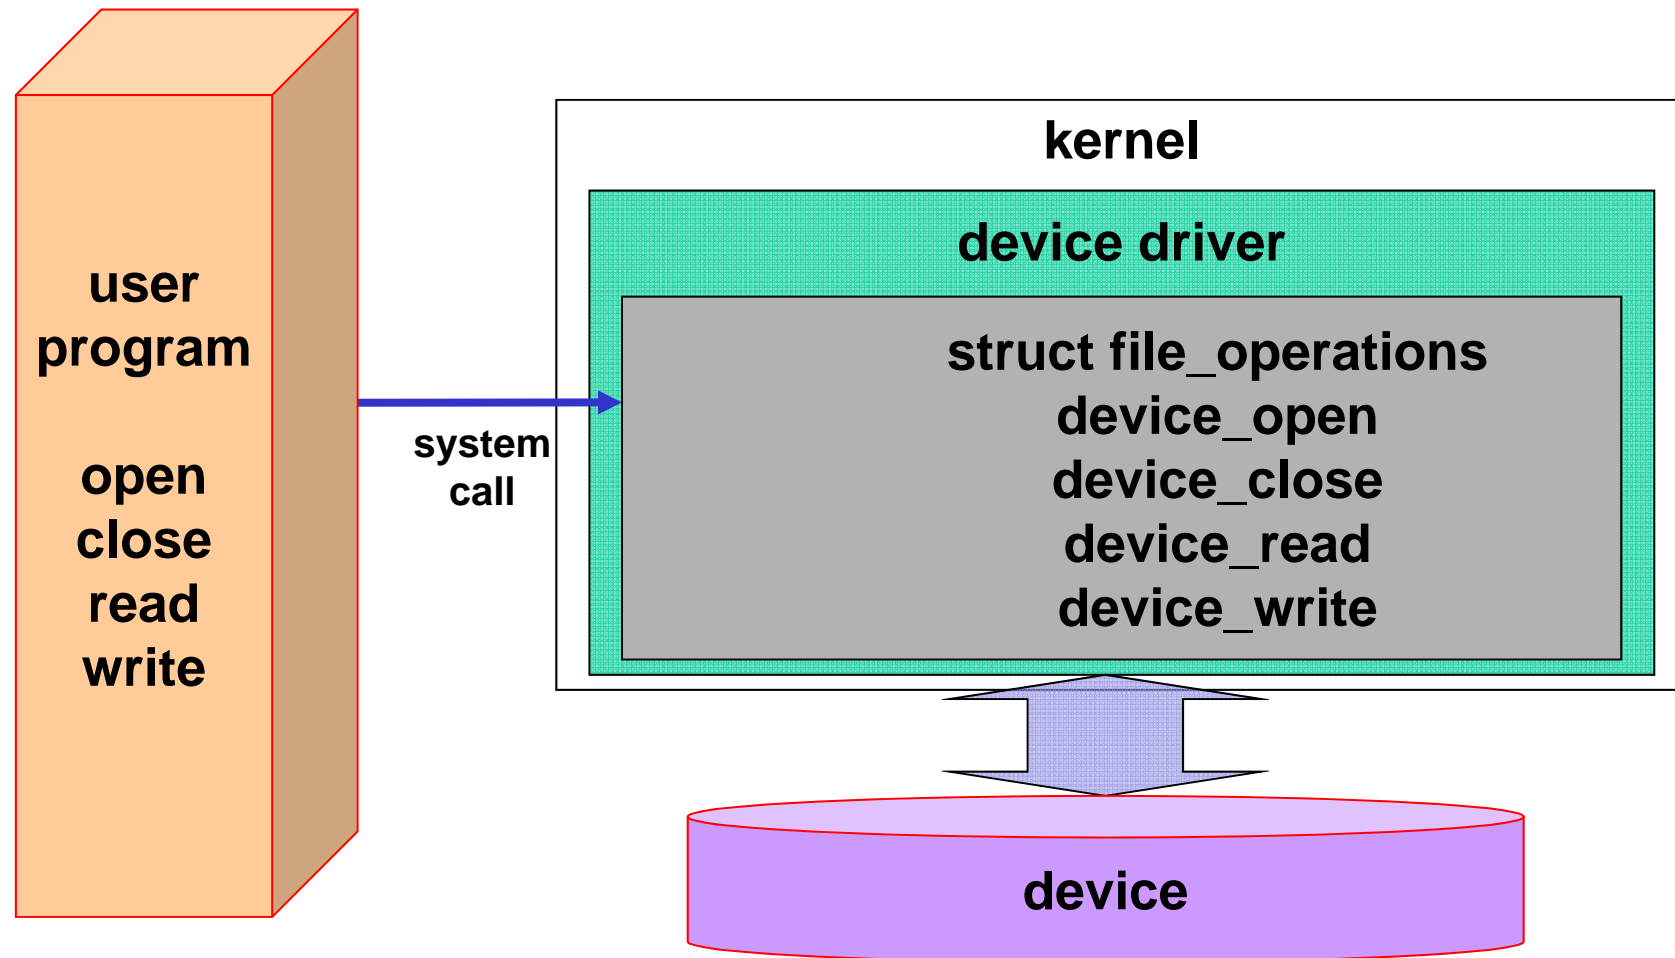 user
program
open
close
read
write
system
call
kernel
device driver
struct file_operations
device_open
device_close
device_read
device_write
device